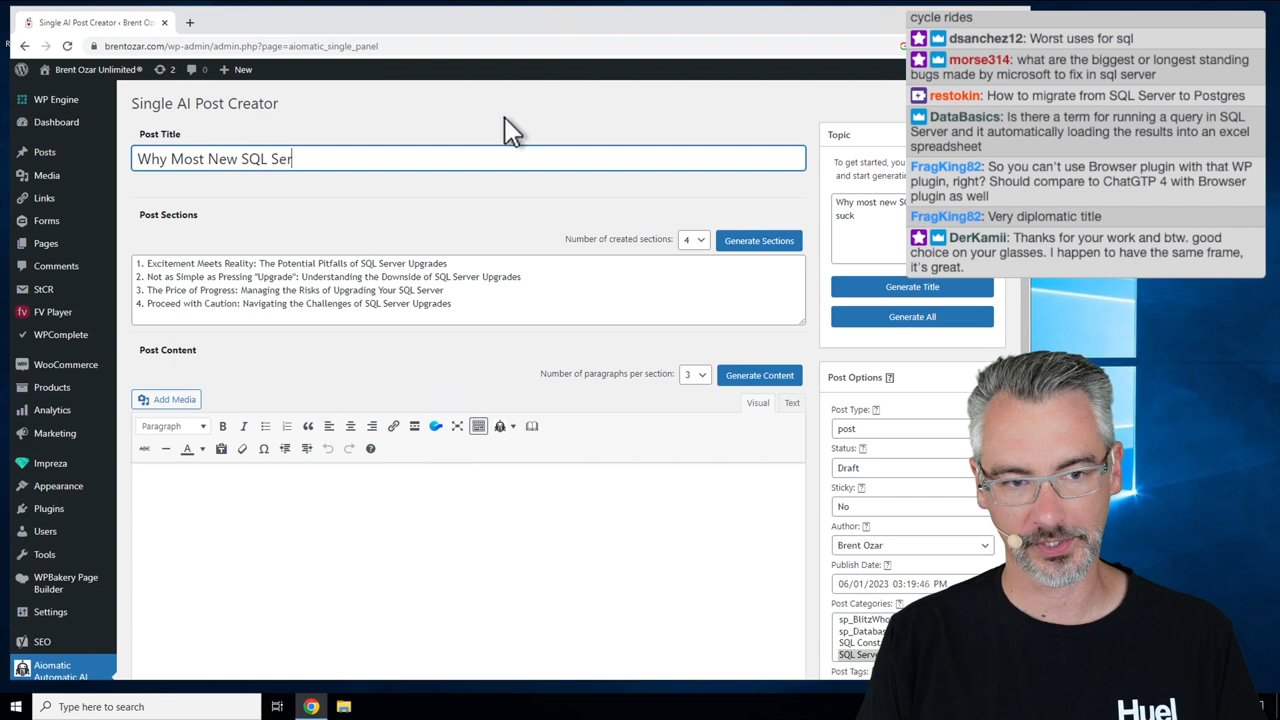 Single AI Post Creator ‹ Brent Oz
brentozar.com/wp-admin/admin.php?page=aiomatic_single_panel
Brent Ozar Unlimited®
2
0
New
WP Engine
Dashboard
Posts
Media
Links
Forms
Pages
Comments
StCR
FV Player
WPComplete
WooCommerce
Products
Analytics
Marketing
Impreza
Appearance
Plugins
Users
Tools
WPBakery Page
Builder
Settings
SEO
Aiomatic
Automatic AI
Single AI Post Creator
Post Title
Why Most New SQL Ser
Post Sections
Number of created sections:
4
Generate Sections
1. Excitement Meets Reality: The Potential Pitfalls of SQL Server Upgrades
2. Not as Simple as Pressing "Upgrade": Understanding the Downside of SQL Server Upgrades
3. The Price of Progress: Managing the Risks of Upgrading Your SQL Server
4. Proceed with Caution: Navigating the Challenges of SQL Server Upgrades
Post Content
Number of paragraphs per section:
3
Generate Content
Add Media
Visual
Text
Paragraph
B
I
ABC
A
Topic
To get started, you
and start generating
Why most new SQ
suck
Generate Title
Generate All
Post Options
Post Type:
post
Status:
Draft
Sticky:
No
Author:
Brent Ozar
Publish Date:
06/01/2023 03:19:46 PM
Post Categories:
sp_BlitzWho
sp_Databas
SQL Const
SQL Serve
Post Tags:
cycle rides
dsanchez12: Worst uses for sql
morse314: what are the biggest or longest standing
bugs made by microsoft to fix in sql server
restokin: How to migrate from SQL Server to Postgres
DataBasics: Is there a term for running a query in SQL
Server and it automatically loading the results into an excel
spreadsheet
FragKing82: So you can't use Browser plugin with that WP
plugin, right? Should compare to ChatGTP 4 with Browser
plugin as well
FragKing82: Very diplomatic title
DerKamii: Thanks for your work and btw. good
choice on your glasses. I happen to have the same frame,
it's great.
Huel
Type here to search